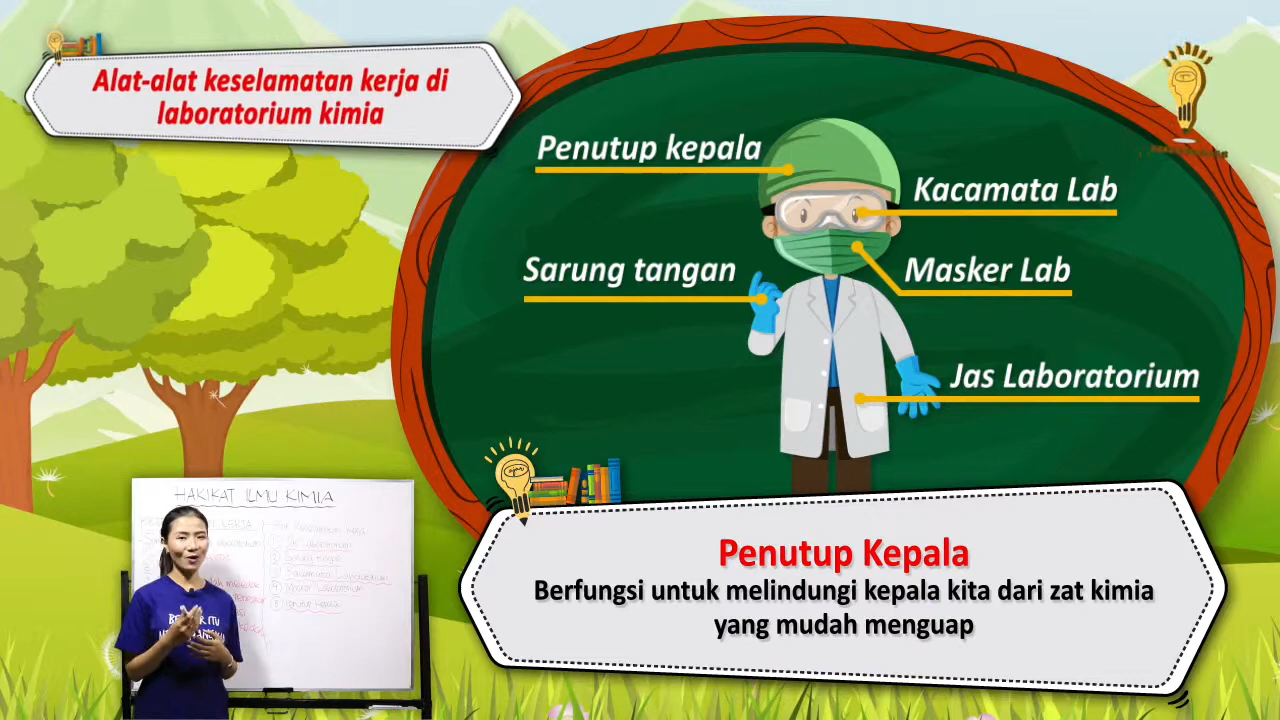 Alat-alat keselamatan kerja di
laboratorium kimia
Penutup kepala
Kacamata Lab
Sarung tangan
Masker Lab
Jas Laboratorium
HAKIKAT ILMU KIMIA
Penutup Kepala
Berfungsi untuk melindungi kepala kita dari zat kimia
yang mudah menguap